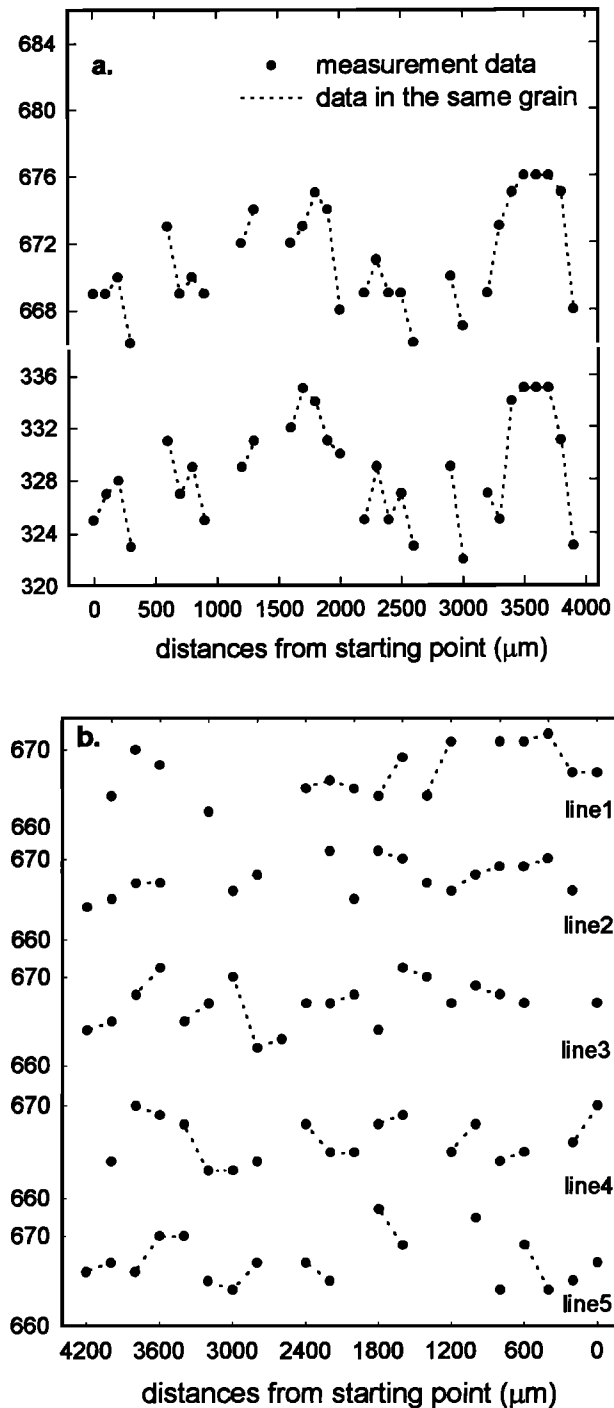 684
a.
measurement data
680
data in the same grain
676
672
668
336
332
328
324
320
0 500 1000 1500 2000 2500 3000 3500 4000
distances from starting point (μm)
b.
670
line1
660
670
line2
660
670
line3
660
670
line4
660
670
line5
660
4200 3600 3000 2400 1800 1200 600 0
distances from starting point (μm)